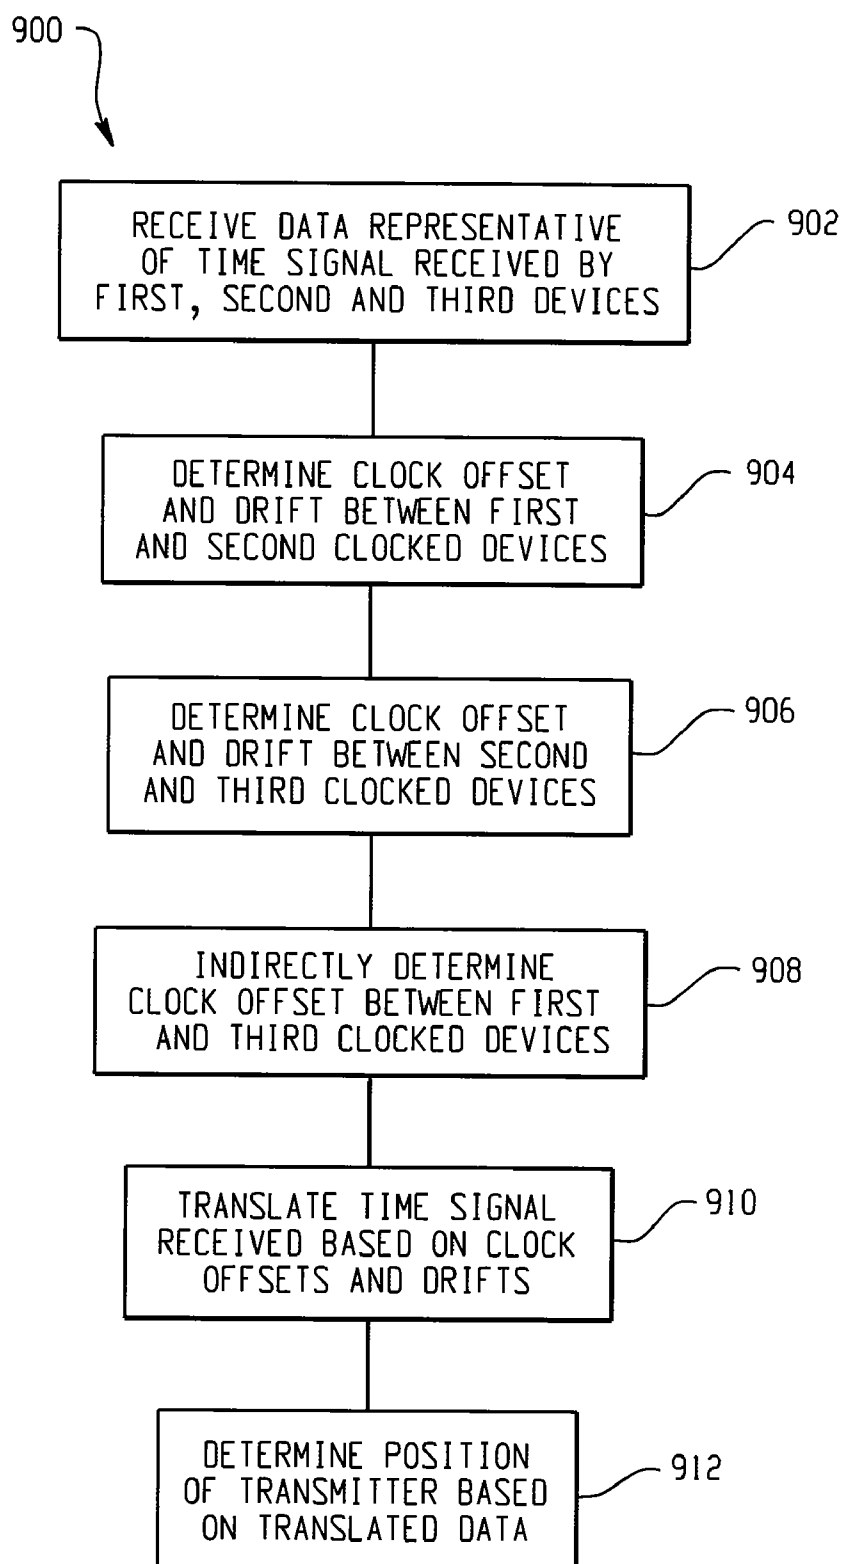 900
RECEIVE DATA REPRESENTATIVE
OF TIME SIGNAL RECEIVED BY
FIRST, SECOND AND THIRD DEVICES
902
DETERMINE CLOCK OFFSET
AND DRIFT BETWEEN FIRST
AND SECOND CLOCKED DEVICES
904
DETERMINE CLOCK OFFSET
AND DRIFT BETWEEN SECOND
AND THIRD CLOCKED DEVICES
906
INDIRECTLY DETERMINE
CLOCK OFFSET BETWEEN FIRST
AND THIRD CLOCKED DEVICES
908
TRANSLATE TIME SIGNAL
RECEIVED BASED ON CLOCK
OFFSETS AND DRIFTS
910
DETERMINE POSITION
OF TRANSMITTER BASED
ON TRANSLATED DATA
912